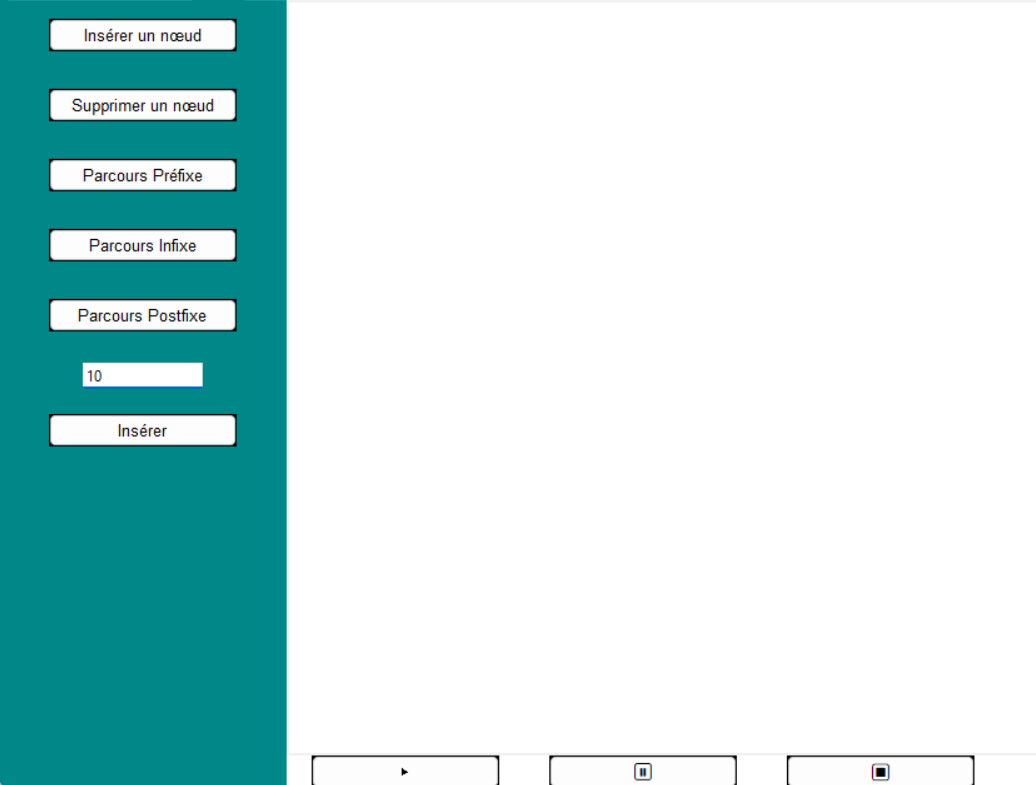 Insérer un nœud
Supprimer un nœud
Parcours Préfixe
Parcours Infixe
Parcours Postfixe
10
Insérer